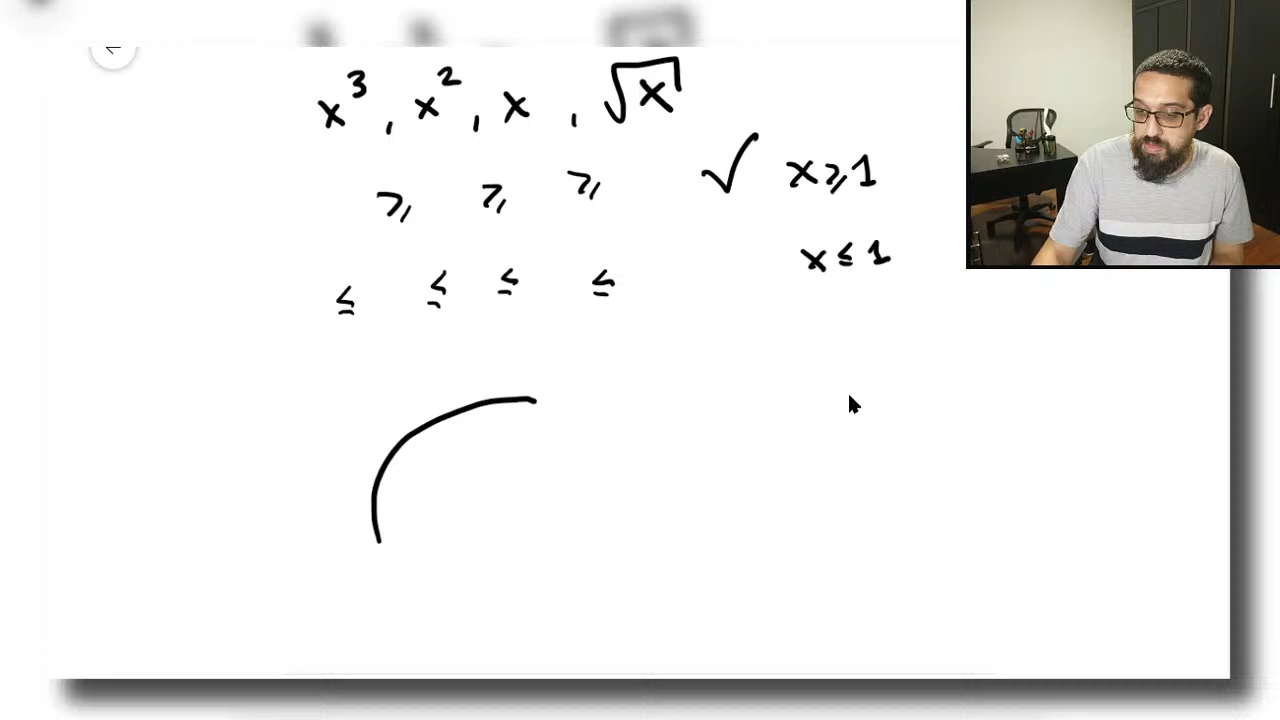 x³, x², x, √x
≥ ≥ ≥ √ x ≥ 1
x ≤ 1
≤ ≤ ≤ ≤